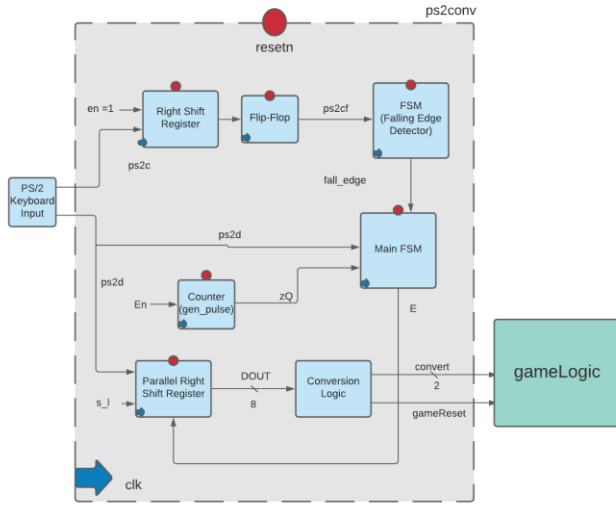 ps2conv
resetn
en =1
Right Shift
Register
Flip-Flop
ps2cf
FSM
(Falling Edge
Detector)
ps2c
fall_edge
PS/2
Keyboard
Input
ps2d
Main FSM
ps2d
En
Counter
(gen_pulse)
zQ
E
Parallel Right
Shift Register
s_l
DOUT
8
Conversion
Logic
convert
2
gameReset
gameLogic
clk